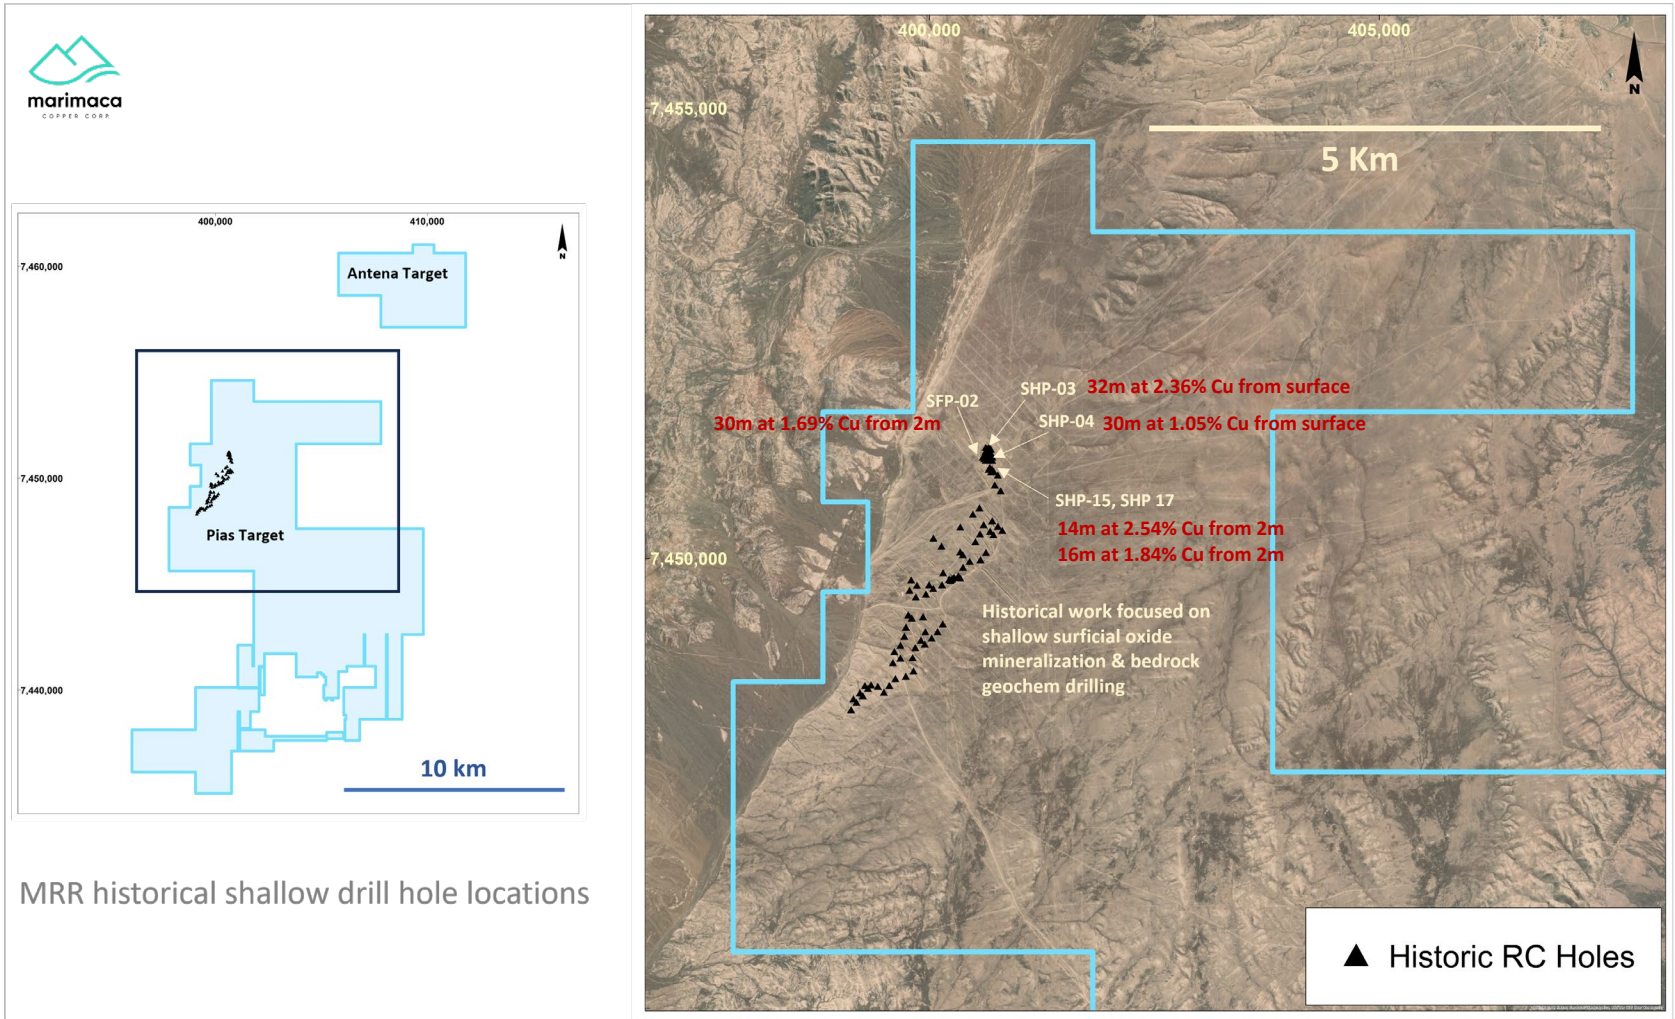 marimaca
COPPER CORP.
400,000
410,000
7,460,000
Antena Target
N
7,450,000
Pias Target
7,440,000
10 km
MRR historical shallow drill hole locations
400,000
405,000
N
7,455,000
5 Km
SHP-03 32m at 2.36% Cu from surface
SFP-02
30m at 1.69% Cu from 2m
SHP-04 30m at 1.05% Cu from surface
SHP-15, SHP 17
14m at 2.54% Cu from 2m
16m at 1.84% Cu from 2m
7,450,000
Historical work focused on
shallow surficial oxide
mineralization & bedrock
geochem drilling
Historic RC Holes